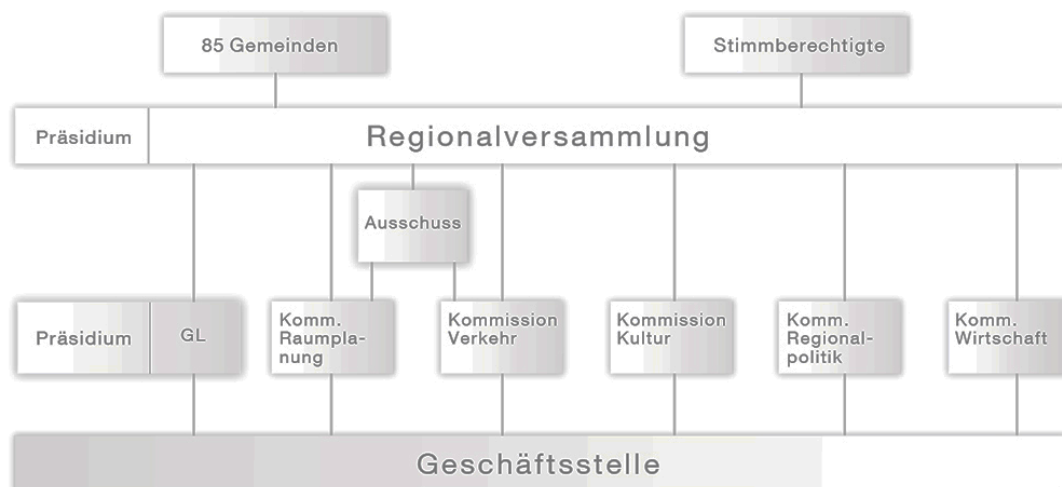 85 Gemeinden
Stimmberechtigte
Präsidium
Regionalversammlung
Ausschuss
Präsidium
GL
Komm.
Raumpla-
nung
Kommission
Verkehr
Kommission
Kultur
Komm.
Regional-
politik
Komm.
Wirtschaft
Geschäftsstelle